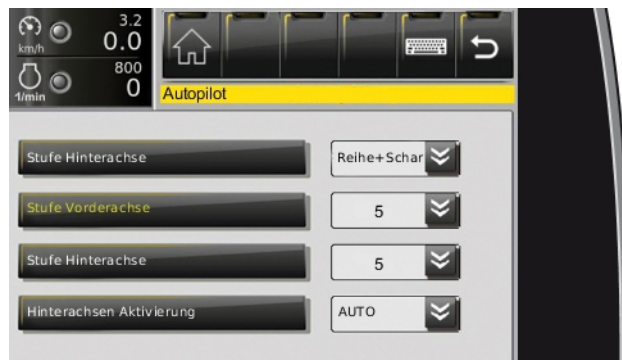 3.2
km/h 0.0
800
1/min 0
Autopilot
Stufe Hinterachse Reihe+Schar
Stufe Vorderachse 5
Stufe Hinterachse 5
Hinterachsen Aktivierung AUTO